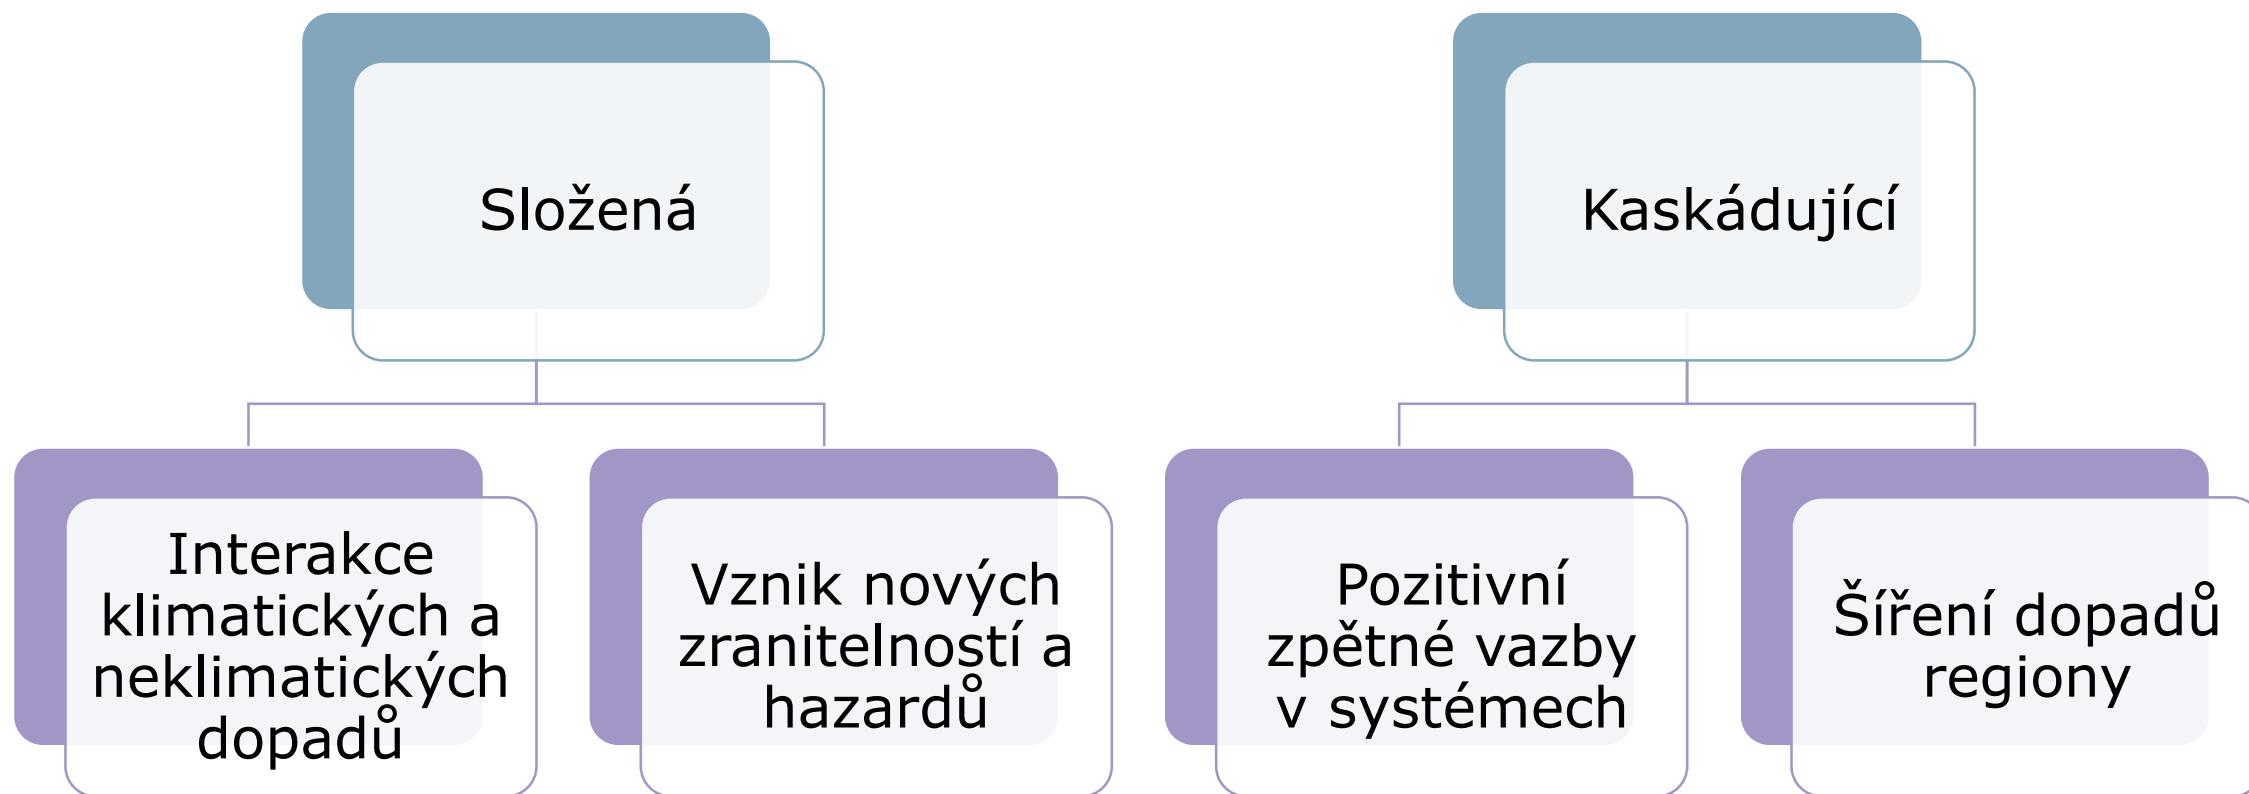 Složená
Kaskádující
Interakce
klimatických a
neklimatických
dopadů
Vznik nových
zranitelností a
hazardů
Pozitivní
zpětné vazby
v systémech
Šíření dopadů
regiony